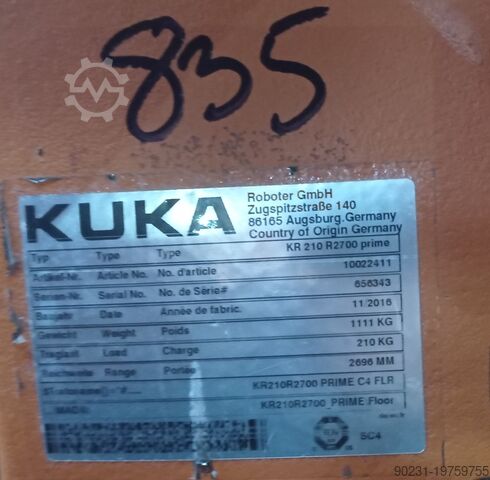 835
KUKA
Roboter GmbH
Zugspitzstraße 140
86165 Augsburg.Germany
Country of Origin Germany
Typ Type Type KR 210 R2700 prime
Artikel-Nr. Article No. No. d'article 10022411
Serien-Nr. Serial No. No. de Série# 656343
Baujahr Date Année de fabric. 11.2016
Gewicht Weight Poids 1111 KG
Traglast Load Charge 210 KG
Reichweite Range Portée 2696 MM
KR210R2700 PRIME C4 FLR
KR210R2700_PRIME Floor
SC4
90231-19759755